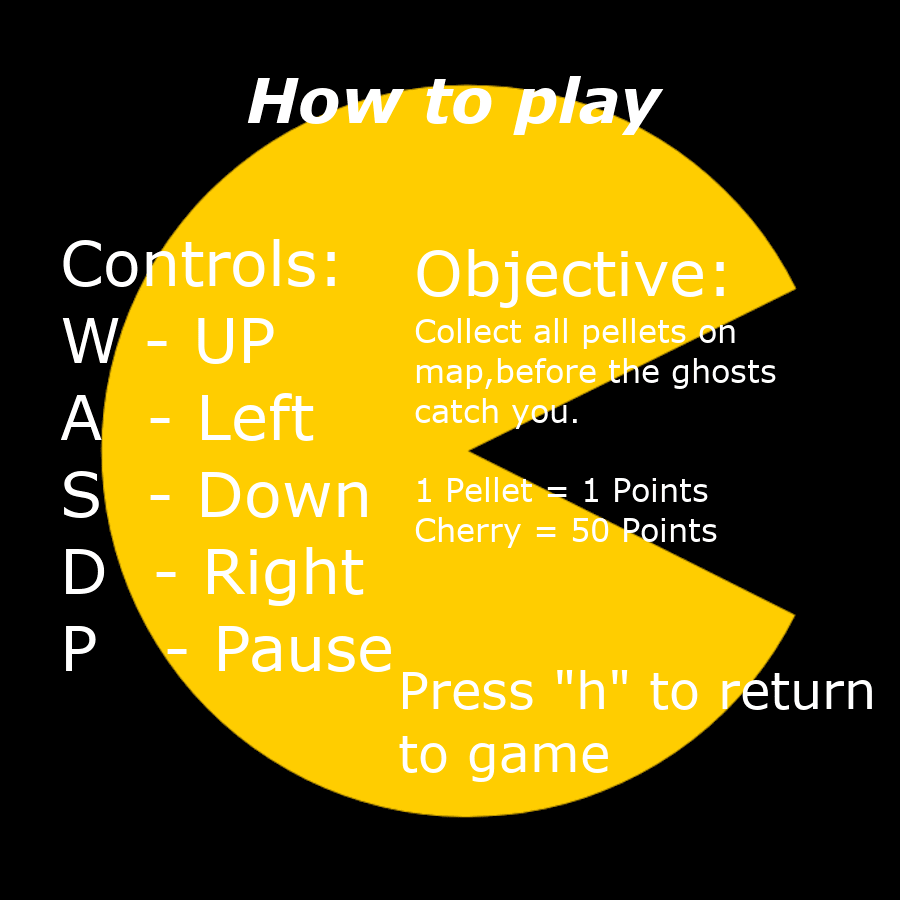 How to play
Controls:
W - UP
A - Left
S - Down
D - Right
P - Pause
Objective:
Collect all pellets on
map,before the ghosts
catch you.
1 Pellet = 1 Points
Cherry = 50 Points
Press "h" to return
to game